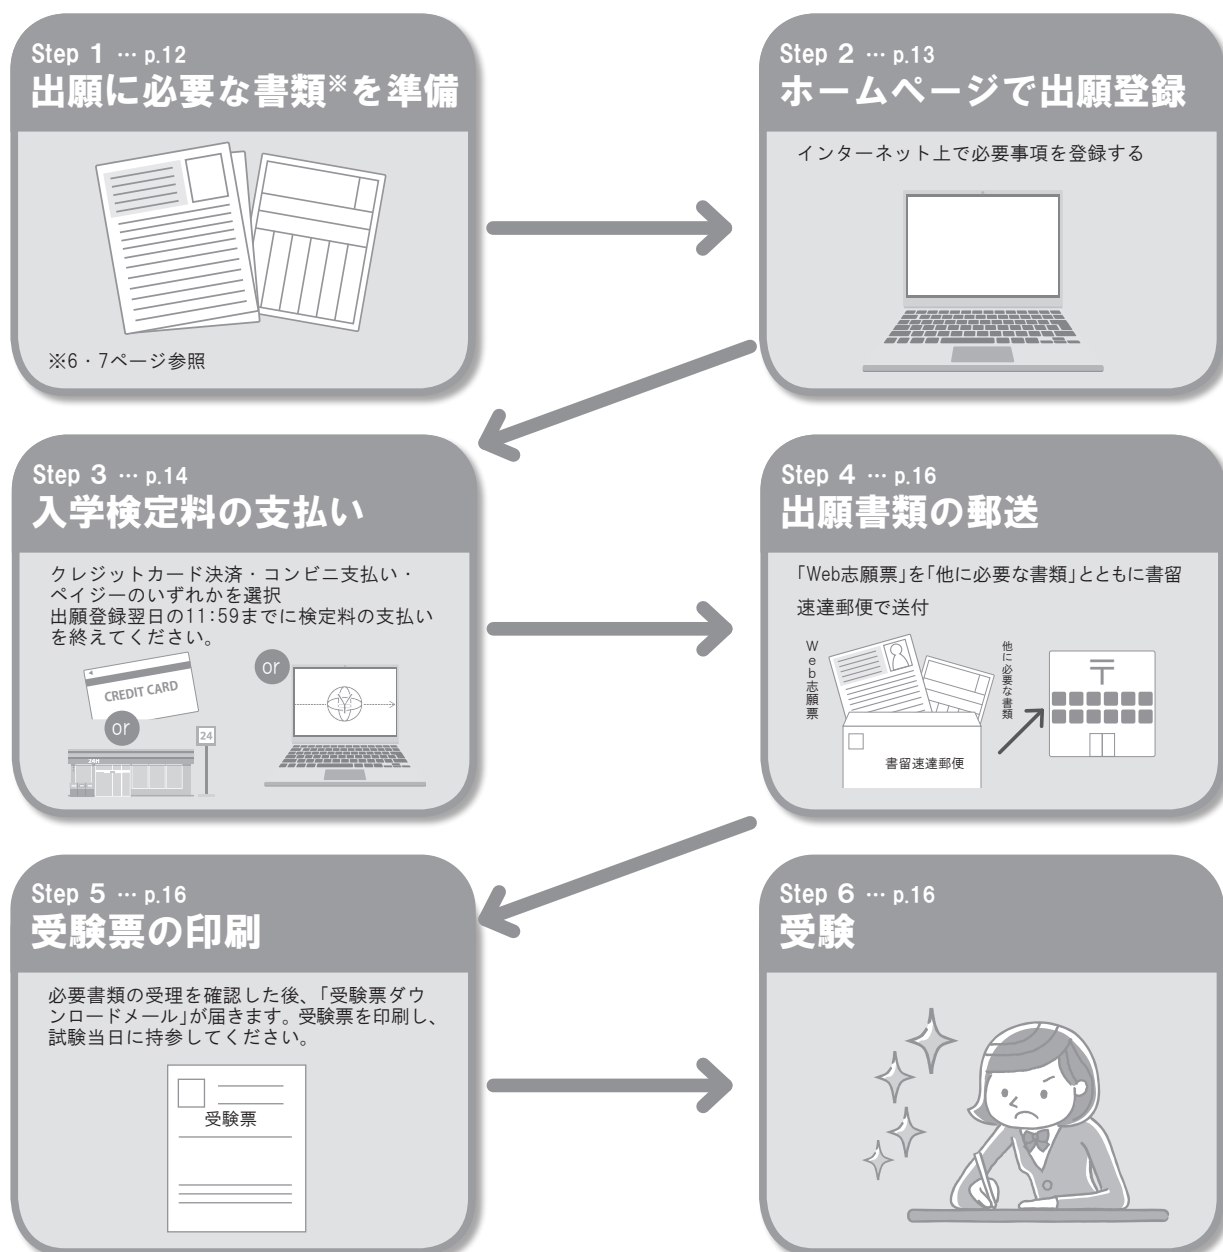 Step 1 … p.12
出願に必要な書類※を準備
※6・7ページ参照
Step 2 … p.13
ホームページで出願登録
インターネット上で必要事項を登録する
Step 3 … p.14
入学検定料の支払い
クレジットカード決済・コンビニ支払い・
ペイジーのいずれかを選択
出願登録翌日の11:59までに検定料の支払い
を終えてください。
CREDIT CARD
or
or
24
24H
Step 4 … p.16
出願書類の郵送
「Web志願票」を「他に必要な書類」とともに書留
速達郵便で送付
Web志願票
他に必要な書類
〒
書留速達郵便
Step 5 … p.16
受験票の印刷
必要書類の受理を確認した後、「受験票ダウ
ンロードメール」が届きます。受験票を印刷し、
試験当日に持参してください。
受験票
Step 6 … p.16
受験